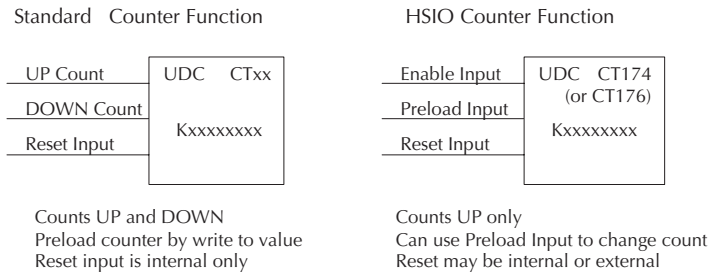 Standard Counter Function
UP Count
DOWN Count
Reset Input
UDC CTxx
Kxxxxxxxx
Counts UP and DOWN
Preload counter by write to value
Reset input is internal only
HSIO Counter Function
Enable Input
Preload Input
Reset Input
UDC CT174
(or CT176)
Kxxxxxxxx
Counts UP only
Can use Preload Input to change count
Reset may be internal or external